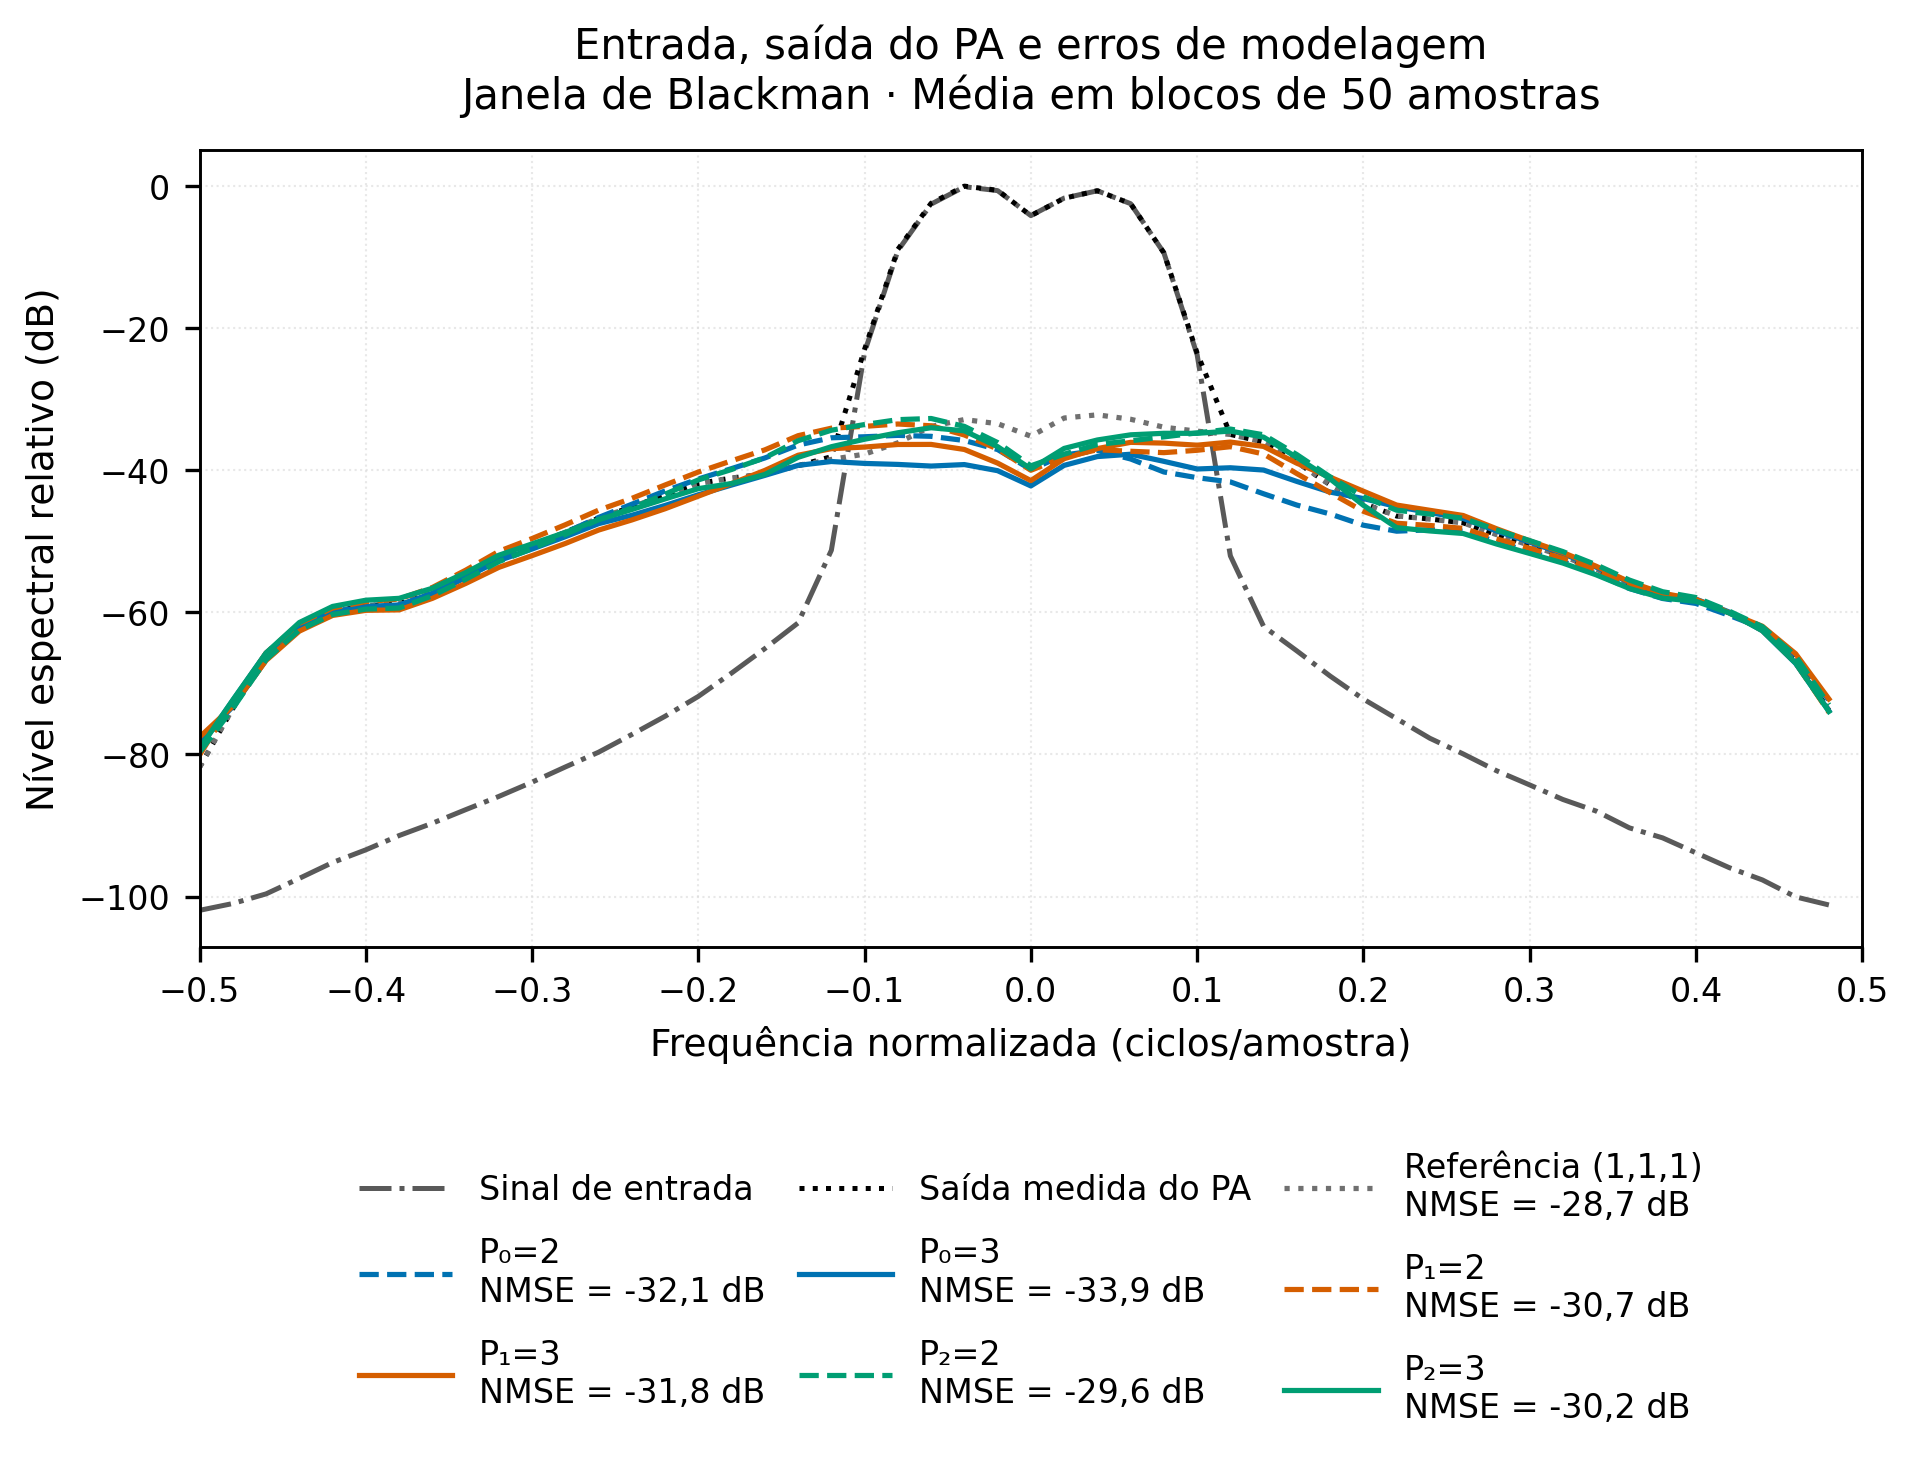 Entrada, saída do PA e erros de modelagem
Janela de Blackman · Média em blocos de 50 amostras
Nível espectral relativo (dB)
0
−20
−40
−60
−80
−100
−0.5
−0.4
−0.3
−0.2
−0.1
0.0
0.1
0.2
0.3
0.4
0.5
Frequência normalizada (ciclos/amostra)
Sinal de entrada
P₀=2
NMSE = -32,1 dB
P₁=3
NMSE = -31,8 dB
Saída medida do PA
P₀=3
NMSE = -33,9 dB
P₂=2
NMSE = -29,6 dB
Referência (1,1,1)
NMSE = -28,7 dB
P₁=2
NMSE = -30,7 dB
P₂=3
NMSE = -30,2 dB